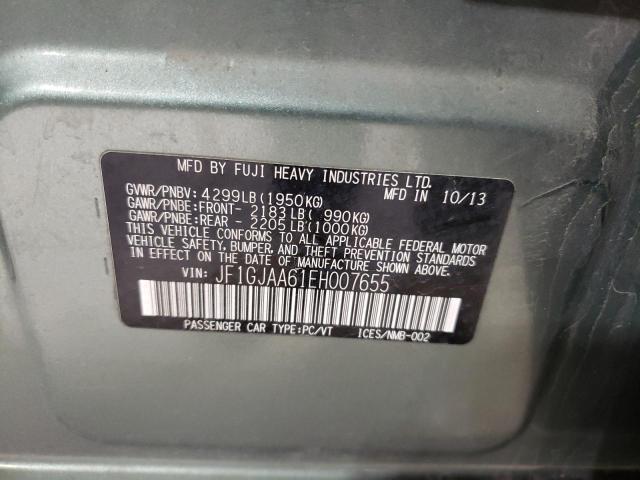 MFD BY FUJI HEAVY INDUSTRIES LTD.
GVWR/PNBV: 4299LB(1950KG) MFD IN 10/13
GAWR/PNBE:FRONT- 2183LB( 990KG)
GAWR/PNBE:REAR - 2205LB(1000KG)
THIS VEHICLE CONFORMS TO ALL APPLICABLE FEDERAL MOTOR
VEHICLE SAFETY, BUMPER, AND THEFT PREVENTION STANDARDS
IN EFFECT ON THE DATE OF MANUFACTURE SHOWN ABOVE.
VIN: JF1GJAA61EH007655
PASSENGER CAR TYPE:PC/VT ICES/NMB-002